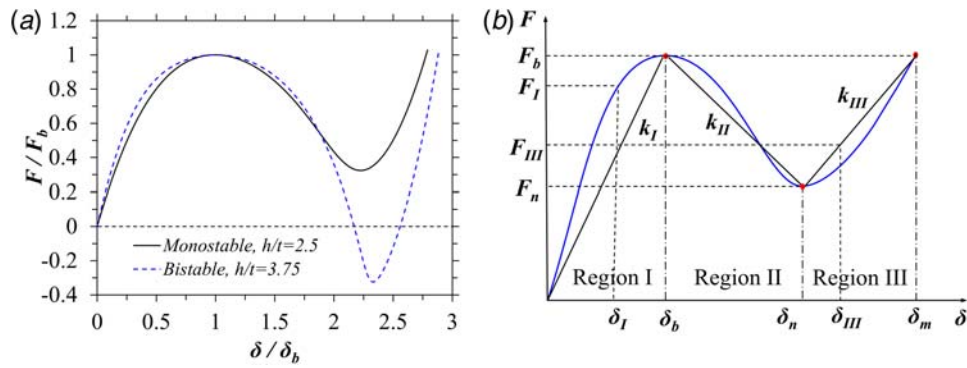 (a)
1.2
1
0.8
0.6
0.4
0.2
0
-0.2
-0.4
F / F_b
Monostable, h/t=2.5
Bistable, h/t=3.75
0 0.5 1 1.5 2 2.5 3
δ / δ_b
(b)
F
F_b
F_I
F_III
F_n
k_I
k_II
k_III
Region I Region II Region III
δ_I δ_b δ_n δ_III δ_m δ